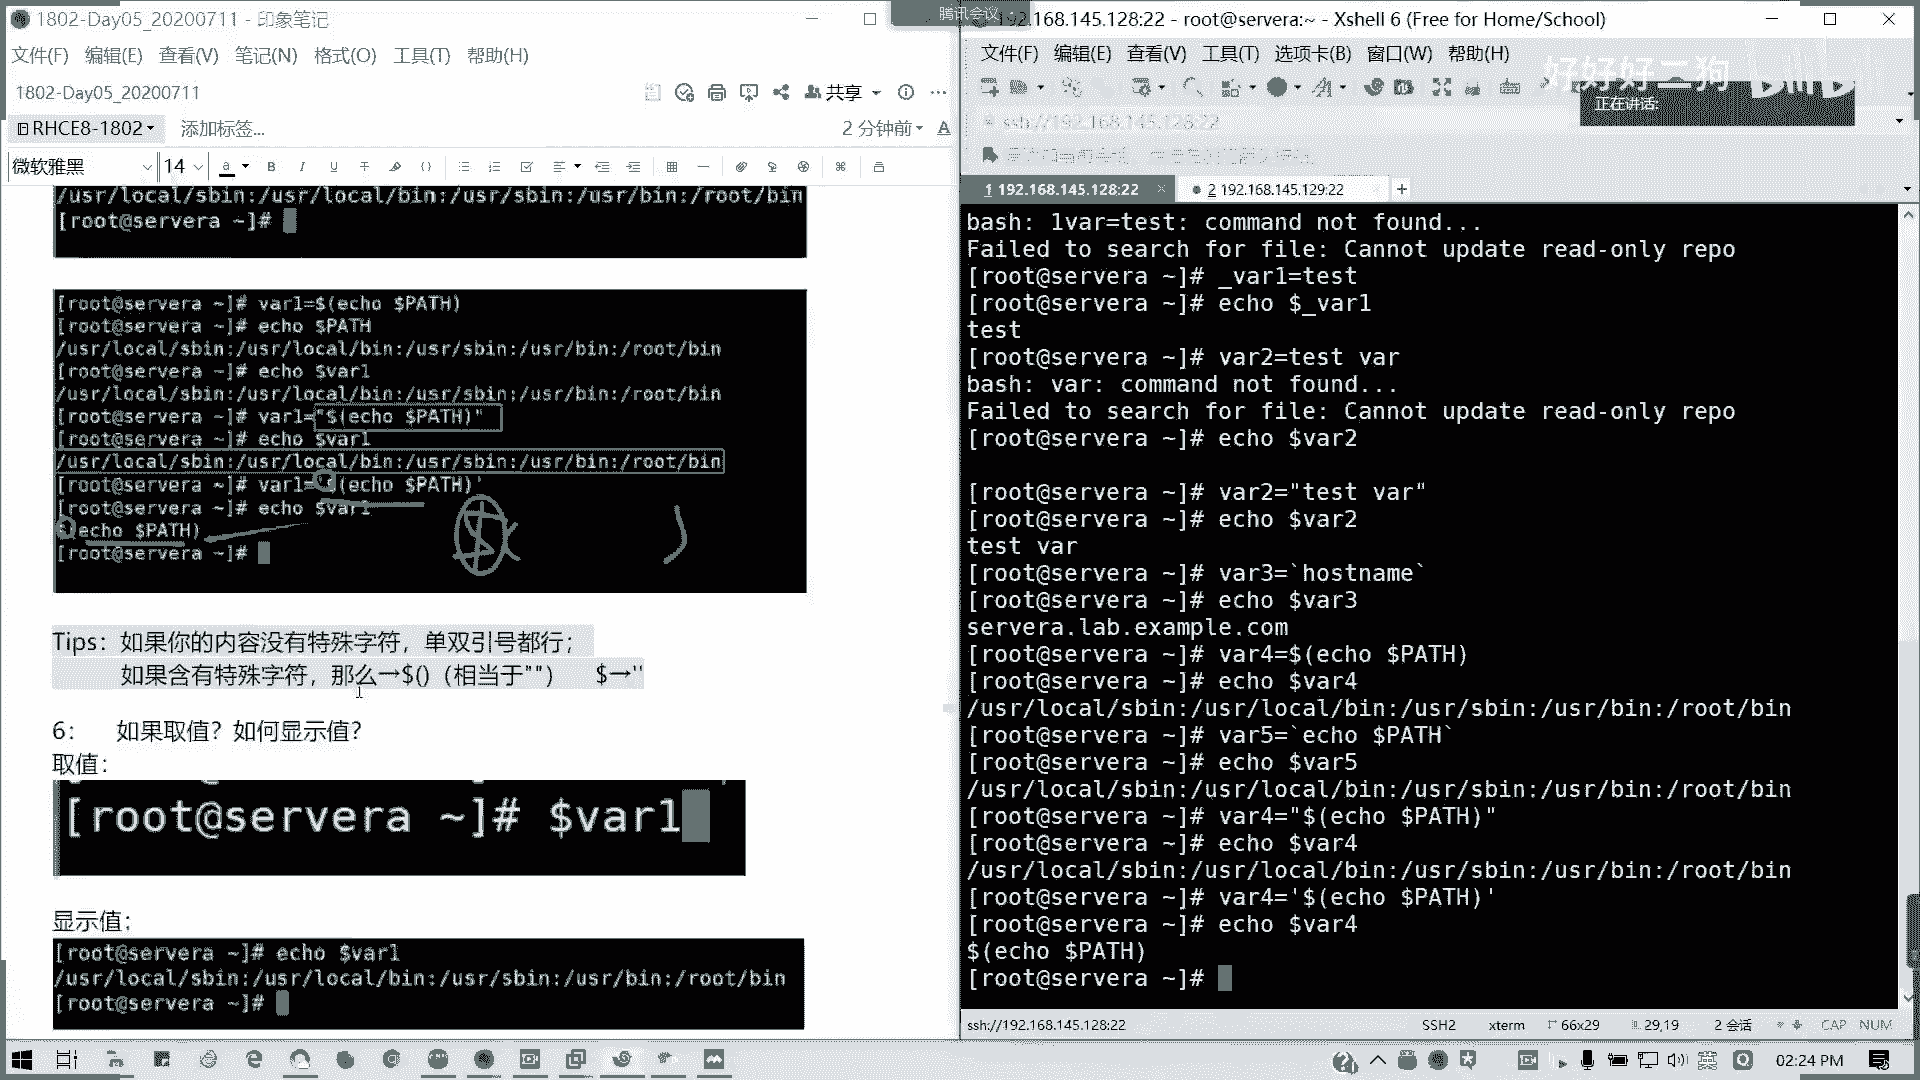 1802-Day05_20200711 - 印象笔记
文件(F) 编辑(E) 查看(V) 笔记(N) 格式(O) 工具(T) 帮助(H)
1802-Day05_20200711
共享
RHCE8-1802
添加标签...
2 分钟前
微软雅黑
14
/usr/local/sbin:/usr/local/bin:/usr/sbin:/usr/bin:/root/bin
[root@servera ~]#
[root@servera ~]# var1=$(echo $PATH)
[root@servera ~]# echo $PATH
/usr/local/sbin:/usr/local/bin:/usr/sbin:/usr/bin:/root/bin
[root@servera ~]# echo $var1
/usr/local/sbin:/usr/local/bin:/usr/sbin:/usr/bin:/root/bin
[root@servera ~]# var1="$(echo $PATH)"
[root@servera ~]# echo $var1
/usr/local/sbin:/usr/local/bin:/usr/sbin:/usr/bin:/root/bin
[root@servera ~]# var1='$(echo $PATH)'
[root@servera ~]# echo $var1
$(echo $PATH)
[root@servera ~]#
$( )
Tips：如果你的内容没有特殊字符，单双引号都行；
如果含有特殊字符，那么→$()（相当于""） $→''
6： 如果取值？如何显示值？
取值：
[root@servera ~]# $var1
显示值；
[root@servera ~]# echo $var1
/usr/local/sbin:/usr/local/bin:/usr/sbin:/usr/bin:/root/bin
[root@servera ~]#
腾讯会议
192.168.145.128:22 - root@servera:~ - Xshell 6 (Free for Home/School)
文件(F) 编辑(E) 查看(V) 工具(T) 选项卡(B) 窗口(W) 帮助(H)
好好好二狗
正在讲话:
ssh://192.168.145.128:22
1 192.168.145.128:22
2 192.168.145.129:22
bash: 1var=test: command not found...
Failed to search for file: Cannot update read-only repo
[root@servera ~]# _var1=test
[root@servera ~]# echo $_var1
test
[root@servera ~]# var2=test var
bash: var: command not found...
Failed to search for file: Cannot update read-only repo
[root@servera ~]# echo $var2
[root@servera ~]# var2="test var"
[root@servera ~]# echo $var2
test var
[root@servera ~]# var3=`hostname`
[root@servera ~]# echo $var3
servera.lab.example.com
[root@servera ~]# var4=$(echo $PATH)
[root@servera ~]# echo $var4
/usr/local/sbin:/usr/local/bin:/usr/sbin:/usr/bin:/root/bin
[root@servera ~]# var5=`echo $PATH`
[root@servera ~]# echo $var5
/usr/local/sbin:/usr/local/bin:/usr/sbin:/usr/bin:/root/bin
[root@servera ~]# var4="$(echo $PATH)"
[root@servera ~]# echo $var4
/usr/local/sbin:/usr/local/bin:/usr/sbin:/usr/bin:/root/bin
[root@servera ~]# var4='$(echo $PATH)'
[root@servera ~]# echo $var4
$(echo $PATH)
[root@servera ~]#
ssh://192.168.145.128:22 SSH2 xterm 66x29 29,19 2 会话 CAP NUM
02:24 PM